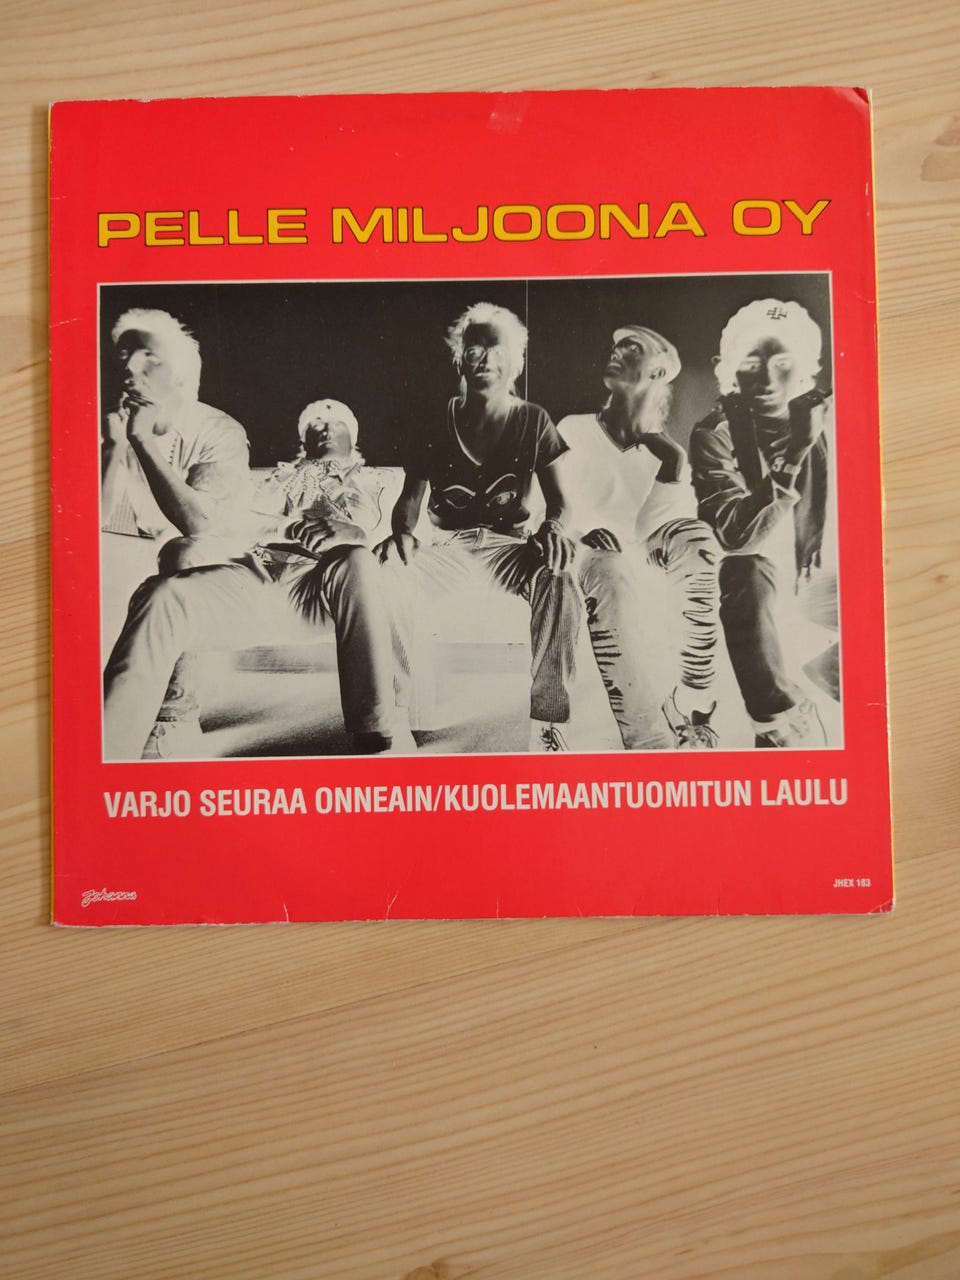 PELLE MILJOONA OY
VARJO SEURAA ONNEAIN/KUOLEMAANTUOMITUN LAULU
Johanna
JHEX 183